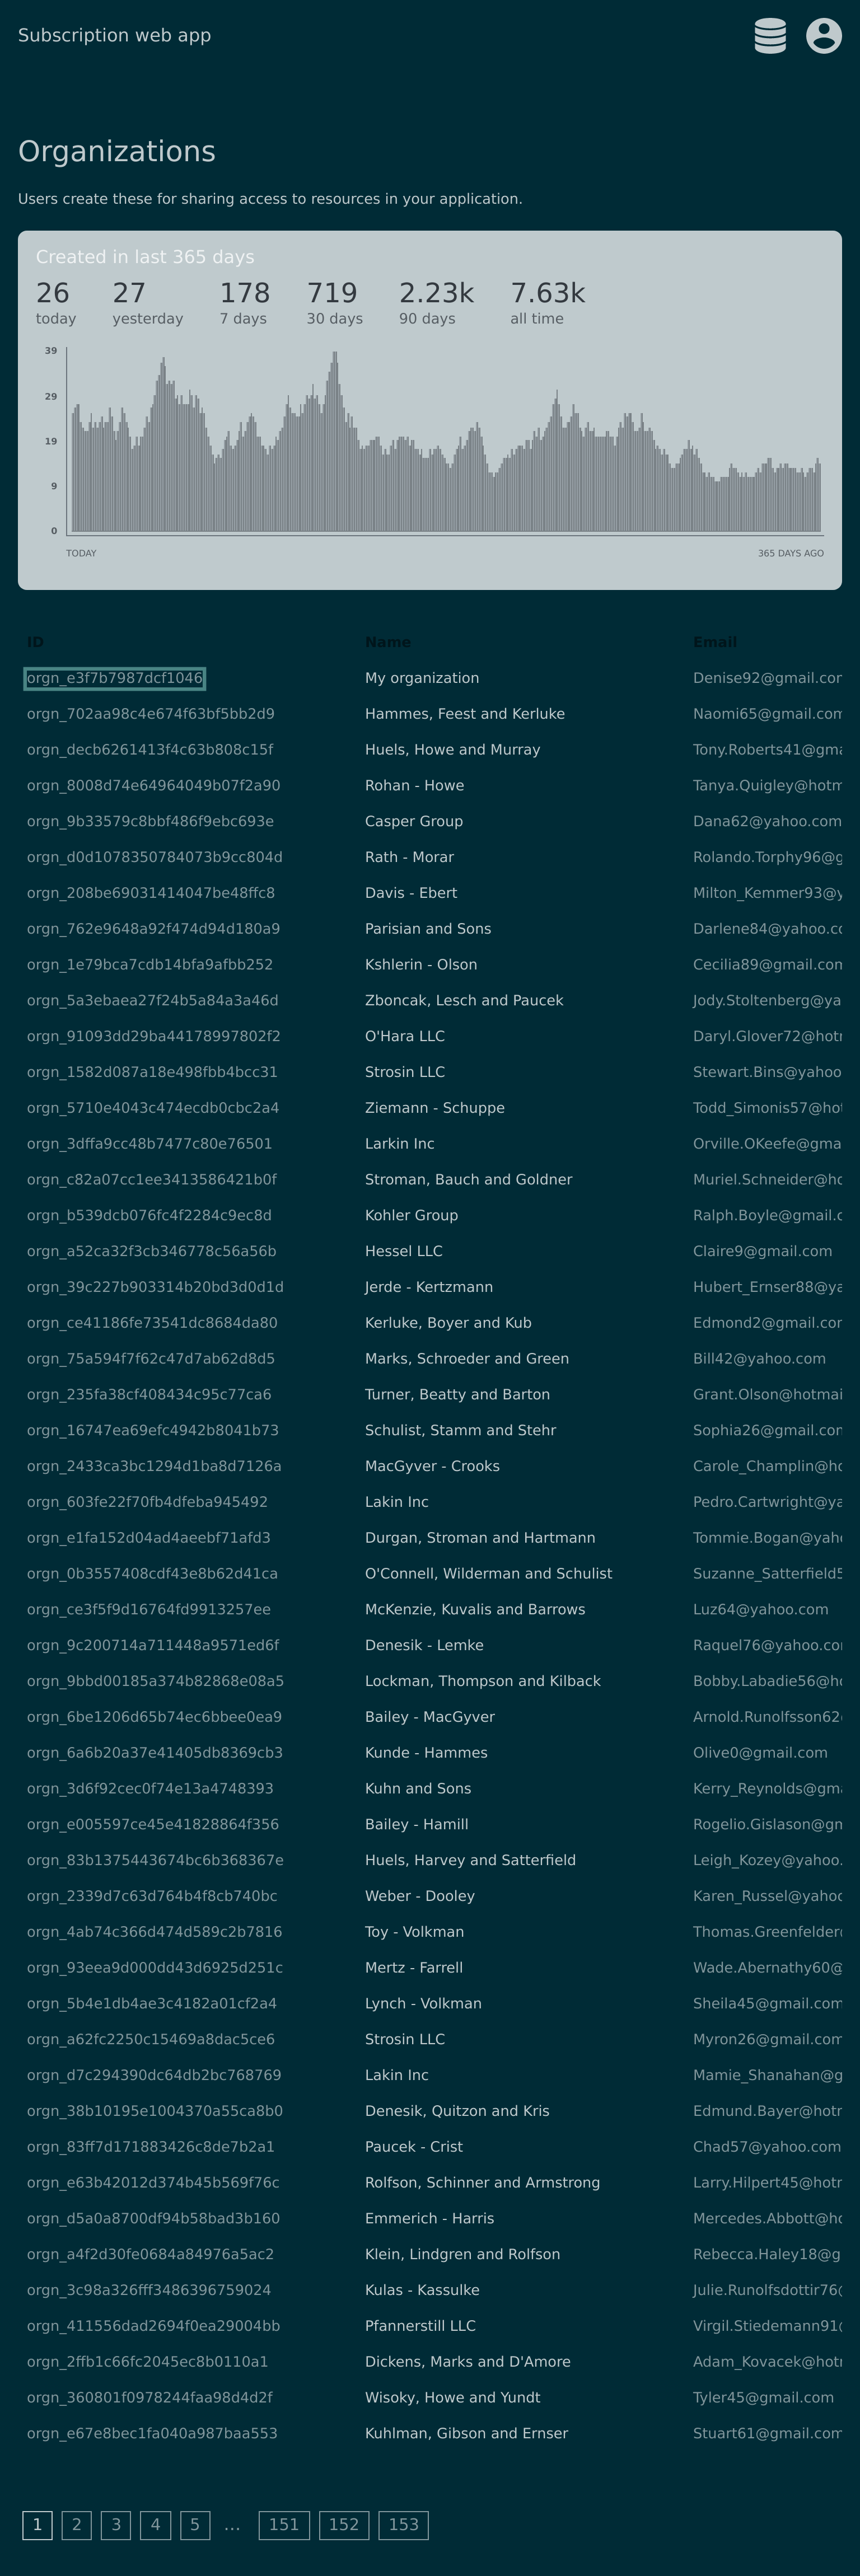 Subscription web app
Organizations
Users create these for sharing access to resources in your application.
Created in last 365 days
26 27 178 719 2.23k 7.63k
today yesterday 7 days 30 days 90 days all time
39
29
19
9
0
TODAY 365 DAYS AGO
ID Name Email
orgn_e3f7b7987dcf1046 My organization Denise92@gmail.con
orgn_702aa98c4e674f63bf5bb2d9 Hammes, Feest and Kerluke Naomi65@gmail.com
orgn_decb6261413f4c63b808c15f Huels, Howe and Murray Tony.Roberts41@gma
orgn_8008d74e64964049b07f2a90 Rohan - Howe Tanya.Quigley@hotm
orgn_9b33579c8bbf486f9ebc693e Casper Group Dana62@yahoo.com
orgn_d0d1078350784073b9cc804d Rath - Morar Rolando.Torphy96@g
orgn_208be69031414047be48ffc8 Davis - Ebert Milton_Kemmer93@y
orgn_762e9648a92f474d94d180a9 Parisian and Sons Darlene84@yahoo.co
orgn_1e79bca7cdb14bfa9afbb252 Kshlerin - Olson Cecilia89@gmail.com
orgn_5a3ebaea27f24b5a84a3a46d Zboncak, Lesch and Paucek Jody.Stoltenberg@ya
orgn_91093dd29ba44178997802f2 O'Hara LLC Daryl.Glover72@hotr
orgn_1582d087a18e498fbb4bcc31 Strosin LLC Stewart.Bins@yahoo
orgn_5710e4043c474ecdb0cbc2a4 Ziemann - Schuppe Todd_Simonis57@hot
orgn_3dffa9cc48b7477c80e76501 Larkin Inc Orville.OKeefe@gma
orgn_c82a07cc1ee3413586421b0f Stroman, Bauch and Goldner Muriel.Schneider@ho
orgn_b539dcb076fc4f2284c9ec8d Kohler Group Ralph.Boyle@gmail.c
orgn_a52ca32f3cb346778c56a56b Hessel LLC Claire9@gmail.com
orgn_39c227b903314b20bd3d0d1d Jerde - Kertzmann Hubert_Ernser88@ya
orgn_ce41186fe73541dc8684da80 Kerluke, Boyer and Kub Edmond2@gmail.cor
orgn_75a594f7f62c47d7ab62d8d5 Marks, Schroeder and Green Bill42@yahoo.com
orgn_235fa38cf408434c95c77ca6 Turner, Beatty and Barton Grant.Olson@hotmai
orgn_16747ea69efc4942b8041b73 Schulist, Stamm and Stehr Sophia26@gmail.con
orgn_2433ca3bc1294d1ba8d7126a MacGyver - Crooks Carole_Champlin@ho
orgn_603fe22f70fb4dfeba945492 Lakin Inc Pedro.Cartwright@ya
orgn_e1fa152d04ad4aeebf71afd3 Durgan, Stroman and Hartmann Tommie.Bogan@yaho
orgn_0b3557408cdf43e8b62d41ca O'Connell, Wilderman and Schulist Suzanne_Satterfield5
orgn_ce3f5f9d16764fd9913257ee McKenzie, Kuvalis and Barrows Luz64@yahoo.com
orgn_9c200714a711448a9571ed6f Denesik - Lemke Raquel76@yahoo.co
orgn_9bbd00185a374b82868e08a5 Lockman, Thompson and Kilback Bobby.Labadie56@ho
orgn_6be1206d65b74ec6bbee0ea9 Bailey - MacGyver Arnold.Runolfsson62
orgn_6a6b20a37e41405db8369cb3 Kunde - Hammes Olive0@gmail.com
orgn_3d6f92cec0f74e13a4748393 Kuhn and Sons Kerry_Reynolds@gma
orgn_e005597ce45e41828864f356 Bailey - Hamill Rogelio.Gislason@gm
orgn_83b1375443674bc6b368367e Huels, Harvey and Satterfield Leigh_Kozey@yahoo.
orgn_2339d7c63d764b4f8cb740bc Weber - Dooley Karen_Russel@yahoo
orgn_4ab74c366d474d589c2b7816 Toy - Volkman Thomas.Greenfelder
orgn_93eea9d000dd43d6925d251c Mertz - Farrell Wade.Abernathy60@
orgn_5b4e1db4ae3c4182a01cf2a4 Lynch - Volkman Sheila45@gmail.com
orgn_a62fc2250c15469a8dac5ce6 Strosin LLC Myron26@gmail.com
orgn_d7c294390dc64db2bc768769 Lakin Inc Mamie_Shanahan@g
orgn_38b10195e1004370a55ca8b0 Denesik, Quitzon and Kris Edmund.Bayer@hotr
orgn_83ff7d171883426c8de7b2a1 Paucek - Crist Chad57@yahoo.com
orgn_e63b42012d374b45b569f76c Rolfson, Schinner and Armstrong Larry.Hilpert45@hotr
orgn_d5a0a8700df94b58bad3b160 Emmerich - Harris Mercedes.Abbott@ho
orgn_a4f2d30fe0684a84976a5ac2 Klein, Lindgren and Rolfson Rebecca.Haley18@g
orgn_3c98a326fff3486396759024 Kulas - Kassulke Julie.Runolfsdottir76@
orgn_411556dad2694f0ea29004bb Pfannerstill LLC Virgil.Stiedemann91
orgn_2ffb1c66fc2045ec8b0110a1 Dickens, Marks and D'Amore Adam_Kovacek@hotr
orgn_360801f0978244faa98d4d2f Wisoky, Howe and Yundt Tyler45@gmail.com
orgn_e67e8bec1fa040a987baa553 Kuhlman, Gibson and Ernser Stuart61@gmail.com
1 2 3 4 5 ... 151 152 153